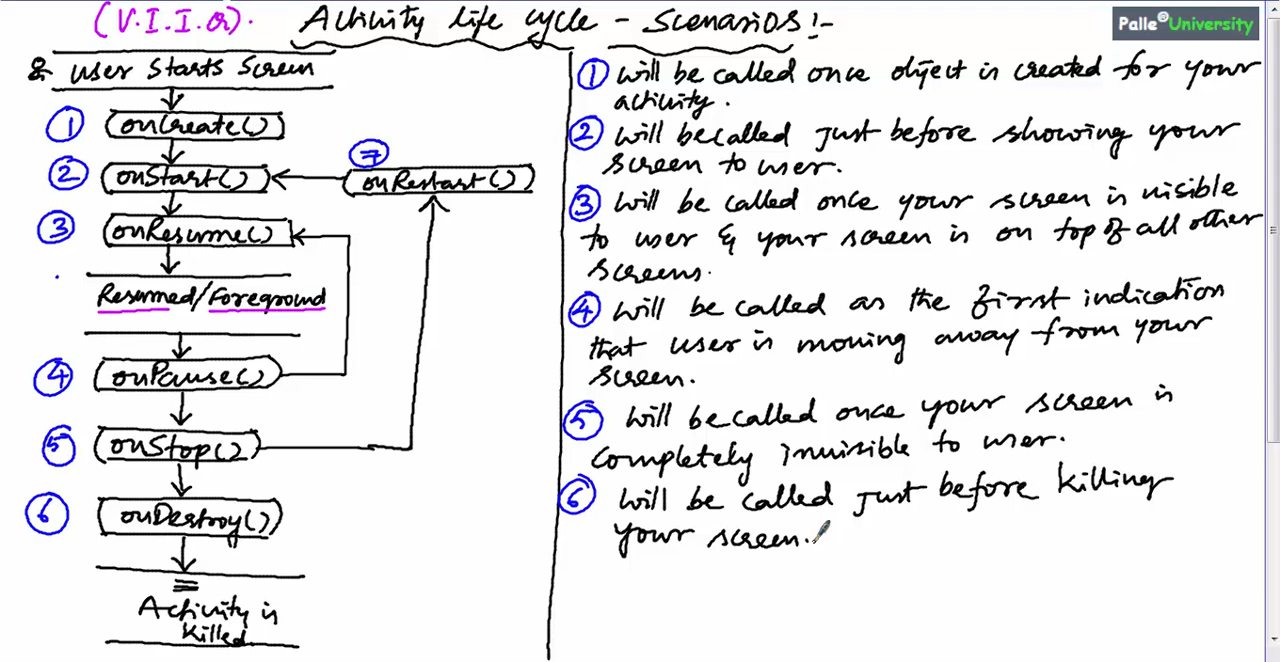 (V.I.I.Q). Activity life cycle - Scenarios :-
Palle University
User Starts Screen
1 onCreate()
2 onStart()
7 onRestart()
3 onResume()
Resumed/Foreground
4 onPause()
5 onStop()
6 onDestroy()
Activity is
killed
1 will be called once object is created for your
activity.
2 will be called just before showing your
screen to user.
3 will be called once your screen is visible
to user & your screen is on top of all other
screens.
4 will be called as the first indication
that user is moving away from your
screen.
5 will be called once your screen is
completely invisible to user.
6 will be called just before killing
your screen.